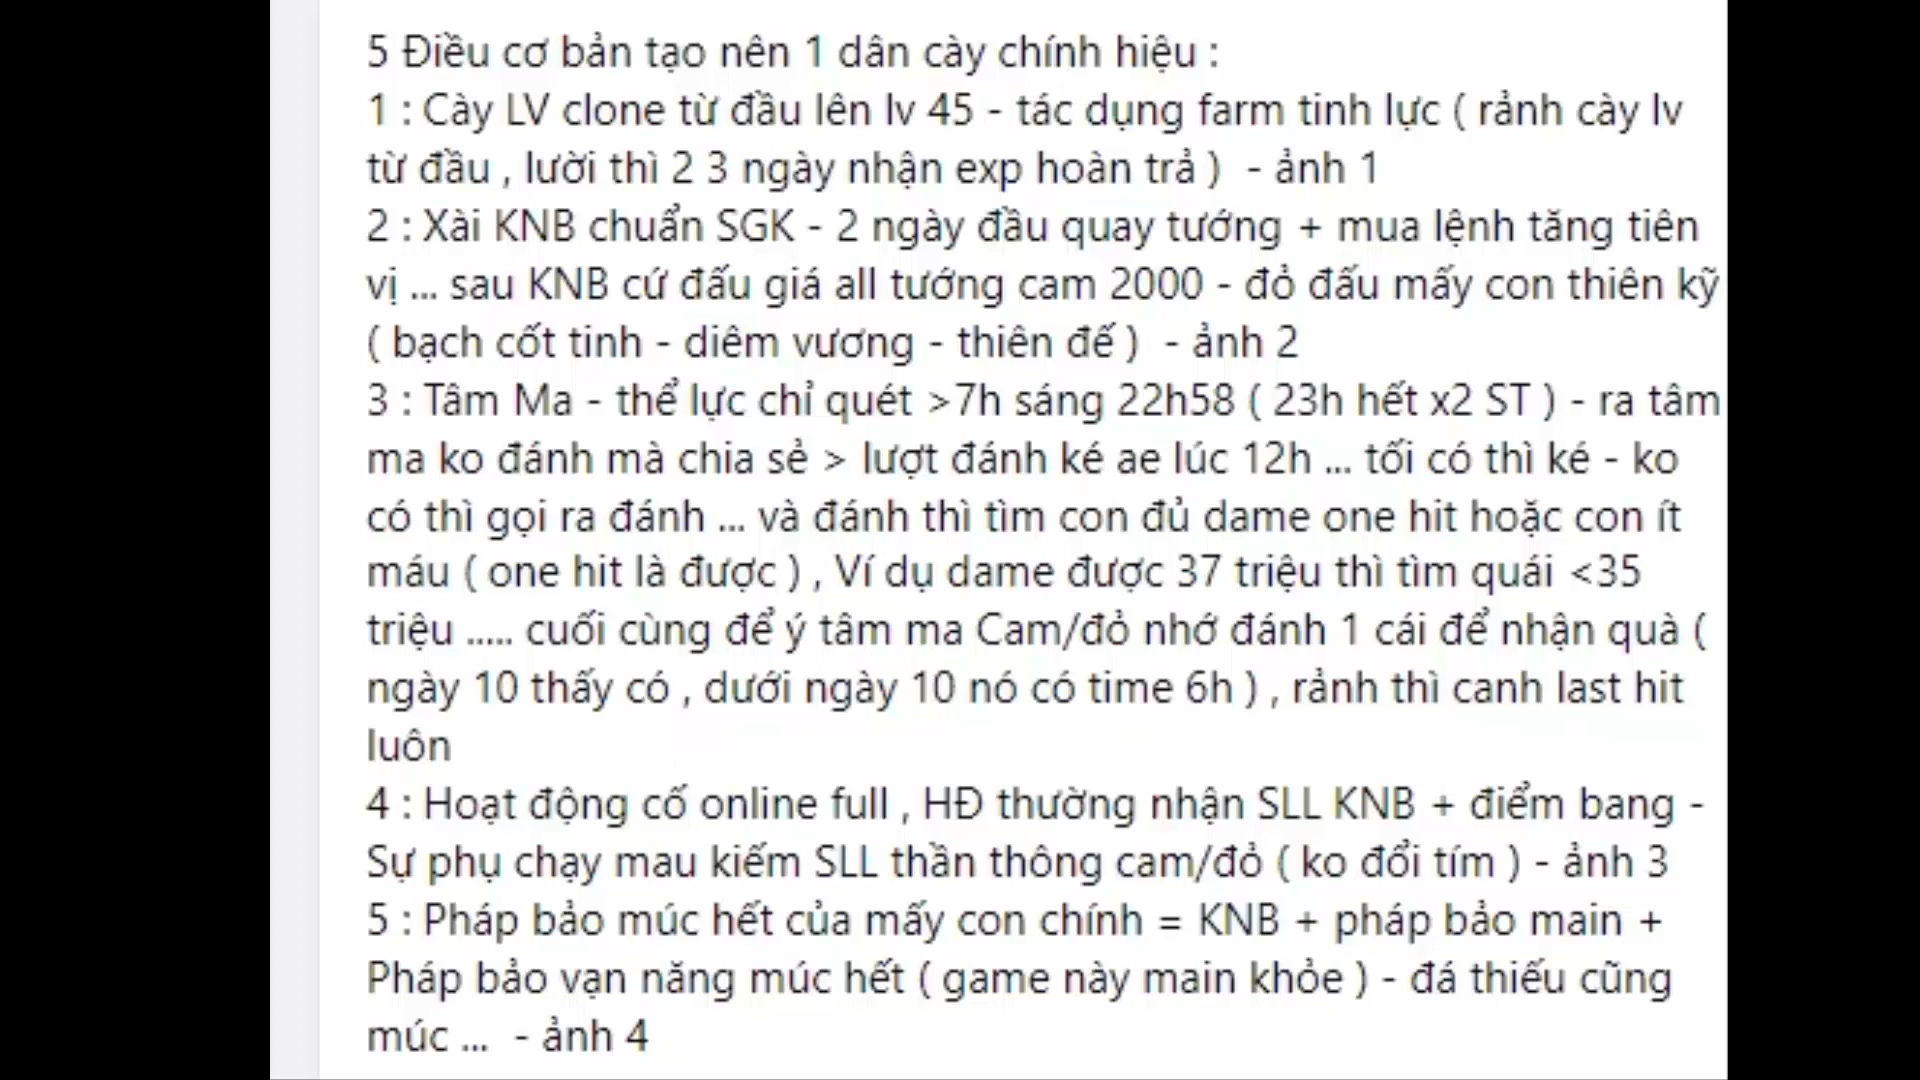 5 Điều cơ bản tạo nên 1 dân cày chính hiệu :
1 : Cày LV clone từ đầu lên lv 45 - tác dụng farm tinh lực ( rảnh cày lv
từ đầu , lười thì 2 3 ngày nhận exp hoàn trả )  - ảnh 1
2 : Xài KNB chuẩn SGK - 2 ngày đầu quay tướng + mua lệnh tăng tiên
vị ... sau KNB cứ đấu giá all tướng cam 2000 - đỏ đấu mấy con thiên kỹ
( bạch cốt tinh - diêm vương - thiên đế )  - ảnh 2
3 : Tâm Ma - thể lực chỉ quét >7h sáng 22h58 ( 23h hết x2 ST ) - ra tâm
ma ko đánh mà chia sẻ > lượt đánh ké ae lúc 12h ... tối có thì ké - ko
có thì gọi ra đánh ... và đánh thì tìm con đủ dame one hit hoặc con ít
máu ( one hit là được ) , Ví dụ dame được 37 triệu thì tìm quái <35
triệu ..... cuối cùng để ý tâm ma Cam/đỏ nhớ đánh 1 cái để nhận quà (
ngày 10 thấy có , dưới ngày 10 nó có time 6h ) , rảnh thì canh last hit
luôn
4 : Hoạt động cố online full , HĐ thường nhận SLL KNB + điểm bang -
Sự phụ chạy mau kiếm SLL thần thông cam/đỏ ( ko đổi tím ) - ảnh 3
5 : Pháp bảo múc hết của mấy con chính = KNB + pháp bảo main +
Pháp bảo vạn năng múc hết ( game này main khỏe ) - đá thiếu cũng
múc ...  - ảnh 4